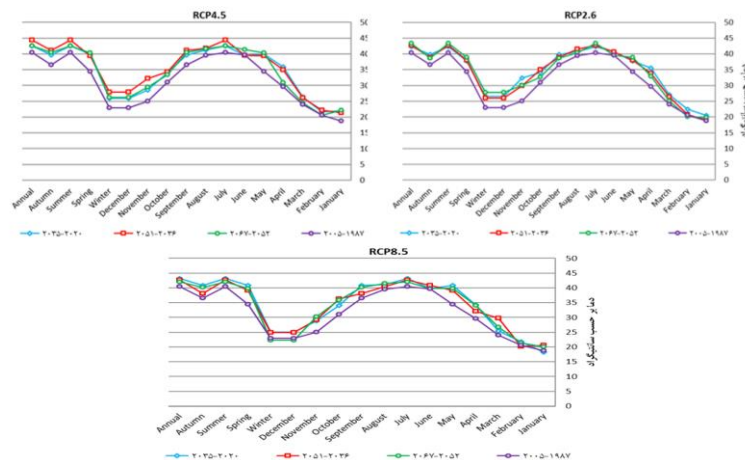 RCP4.5
50
45
40
35
30
25
20
15
10
5
0
Annual
Autumn
Summer
Spring
Winter
December
November
October
September
August
July
June
May
April
March
February
January
۲۰۳۵-۲۰۲۰
۲۰۵۱-۲۰۳۶
۲۰۶۷-۲۰۵۲
۲۰۰۵-۱۹۸۷
RCP2.6
50
45
40
35
30
25
20
15
10
5
0
دما بر حسب سانتیگراد
Annual
Autumn
Summer
Spring
Winter
December
November
October
September
August
July
June
May
April
March
February
January
۲۰۳۵-۲۰۲۰
۲۰۵۱-۲۰۳۶
۲۰۶۷-۲۰۵۲
۲۰۰۵-۱۹۸۷
RCP8.5
50
45
40
35
30
25
20
15
10
5
0
دما بر حسب سانتیگراد
Annual
Autumn
Summer
Spring
Winter
December
November
October
September
August
July
June
May
April
March
February
January
۲۰۳۵-۲۰۲۰
۲۰۵۱-۲۰۳۶
۲۰۶۷-۲۰۵۲
۲۰۰۵-۱۹۸۷